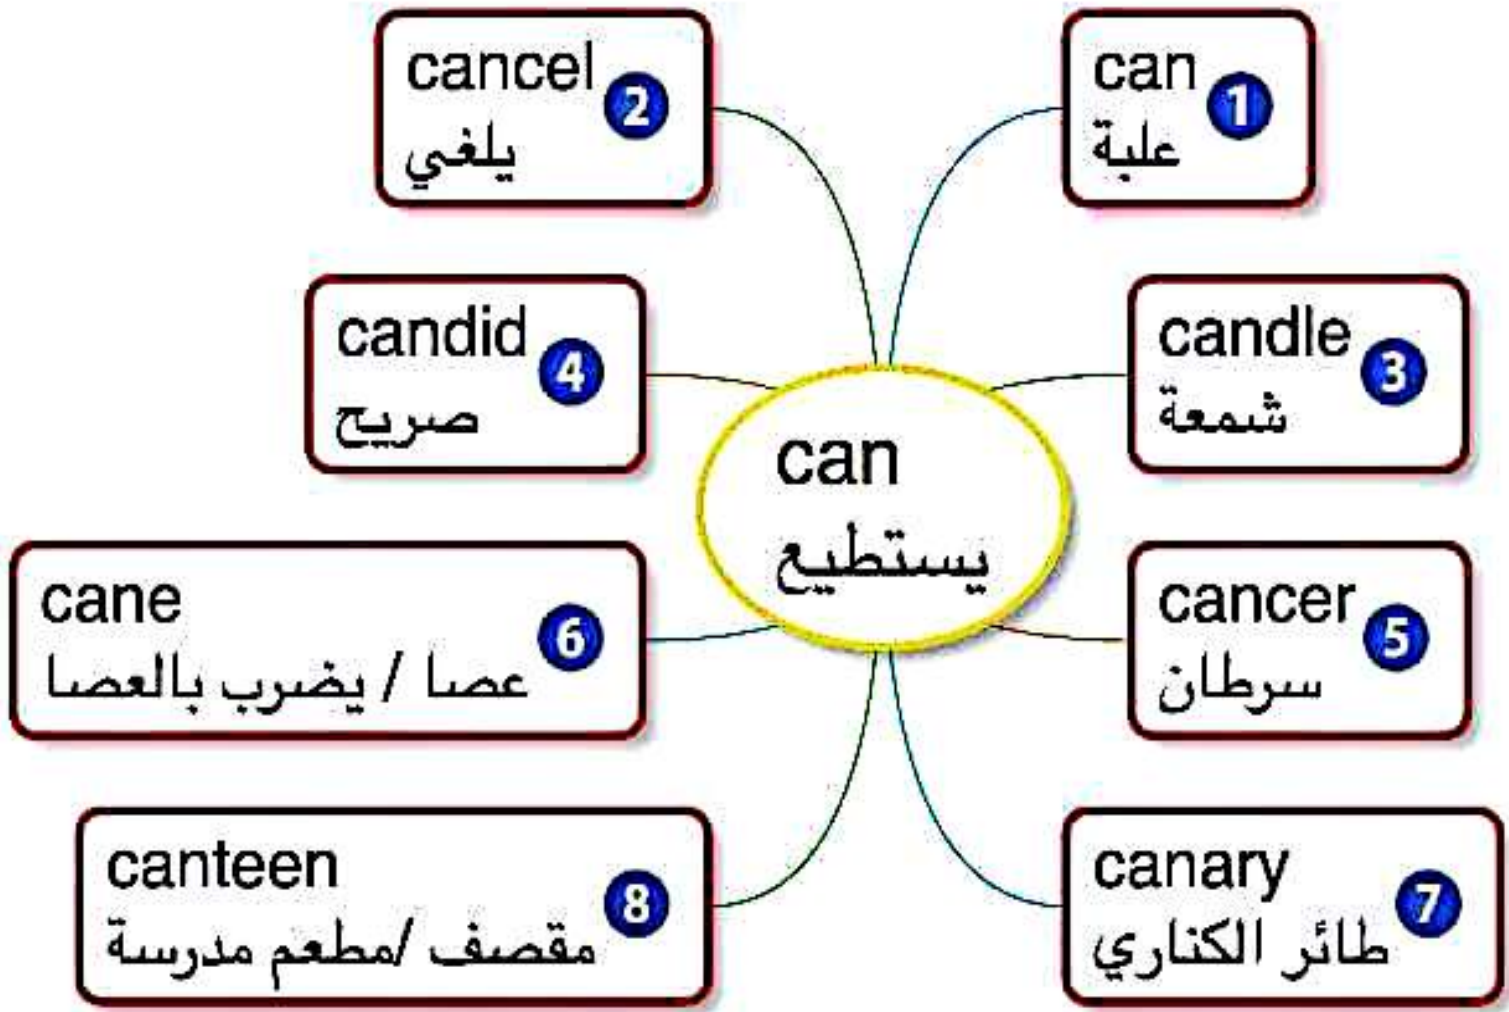 can
يستطيع
can
علبة
1
cancel
يلغي
2
candle
شمعة
3
candid
صريح
4
cancer
سرطان
5
cane
عصا / يضرب بالعصا
6
canary
طائر الكناري
7
canteen
مقصف /مطعم مدرسة
8